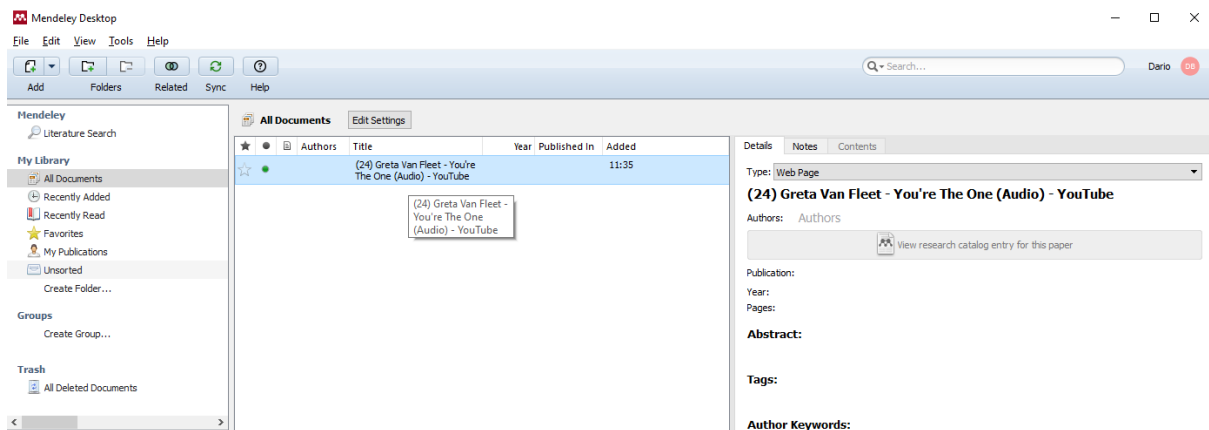 Mendeley Desktop
File Edit View Tools Help
Search...
Dario DB
Add Folders Related Sync Help
Mendeley
Literature Search
My Library
All Documents
Recently Added
Recently Read
Favorites
My Publications
Unsorted
Create Folder...
Groups
Create Group...
Trash
All Deleted Documents
All Documents Edit Settings
Authors Title Year Published In Added
(24) Greta Van Fleet - You're 11:35
The One (Audio) - YouTube
(24) Greta Van Fleet -
You're The One
(Audio) - YouTube
Details Notes Contents
Type: Web Page
(24) Greta Van Fleet - You're The One (Audio) - YouTube
Authors: Authors
View research catalog entry for this paper
Publication:
Year:
Pages:
Abstract:
Tags:
Author Keywords: